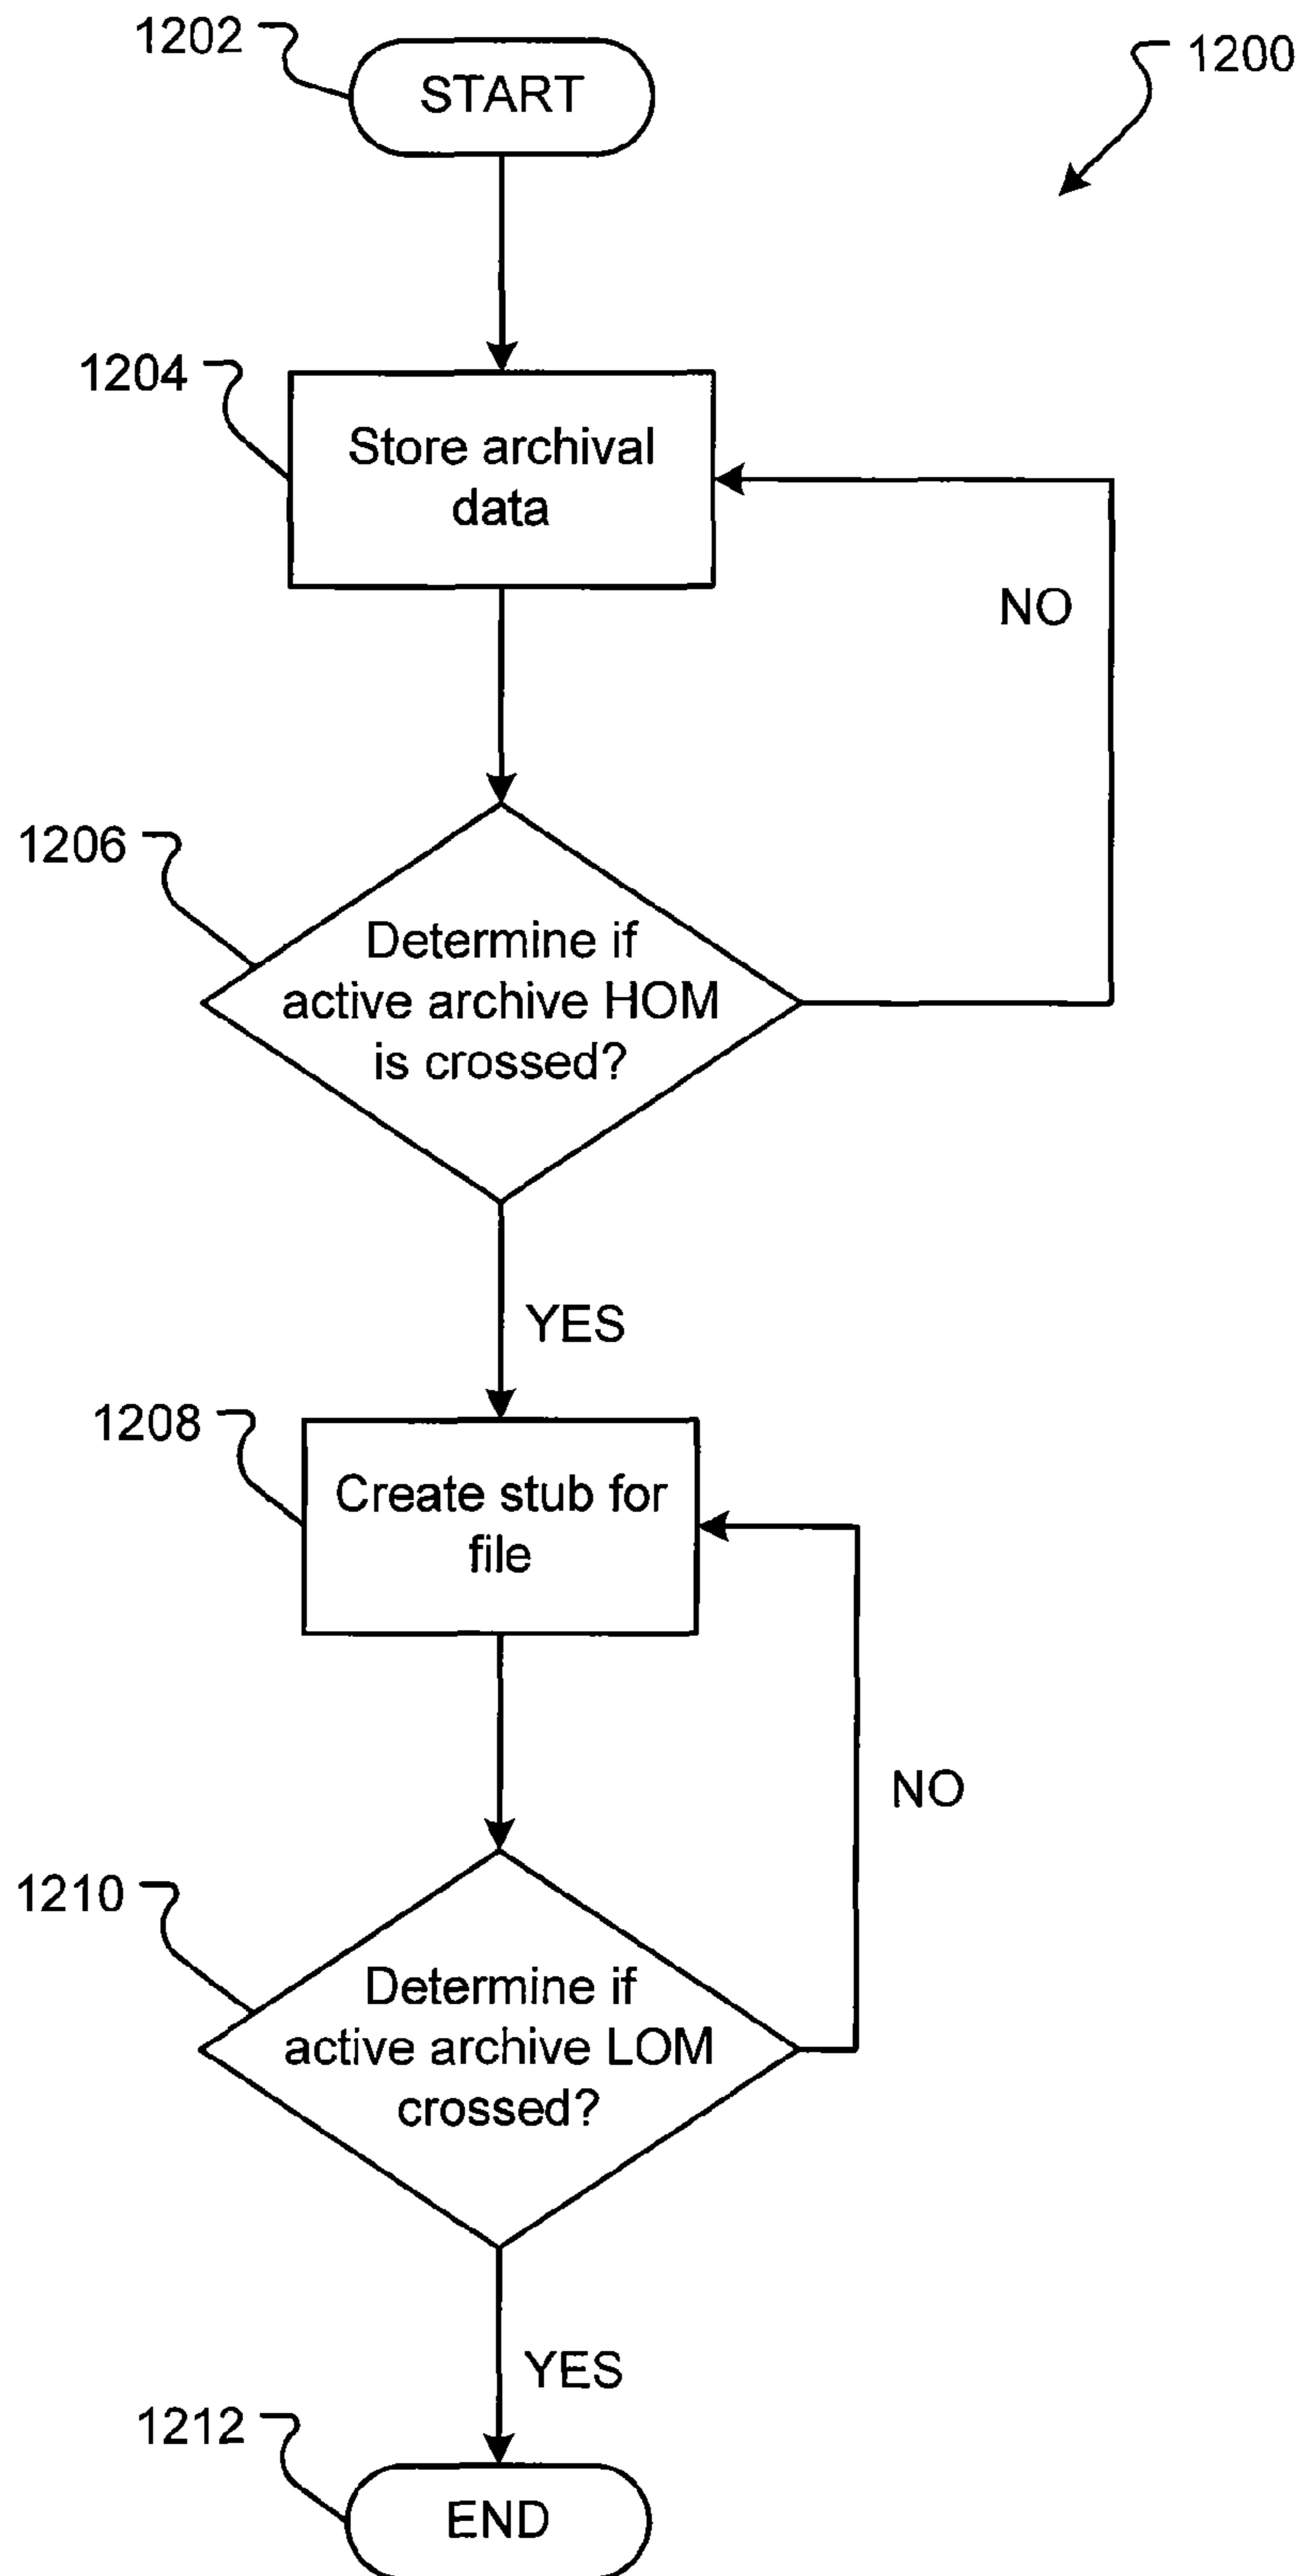 1202
START
1200
1204
Store archival
data
NO
1206
Determine if
active archive HOM
is crossed?
YES
1208
Create stub for
file
NO
1210
Determine if
active archive LOM
crossed?
YES
1212
END